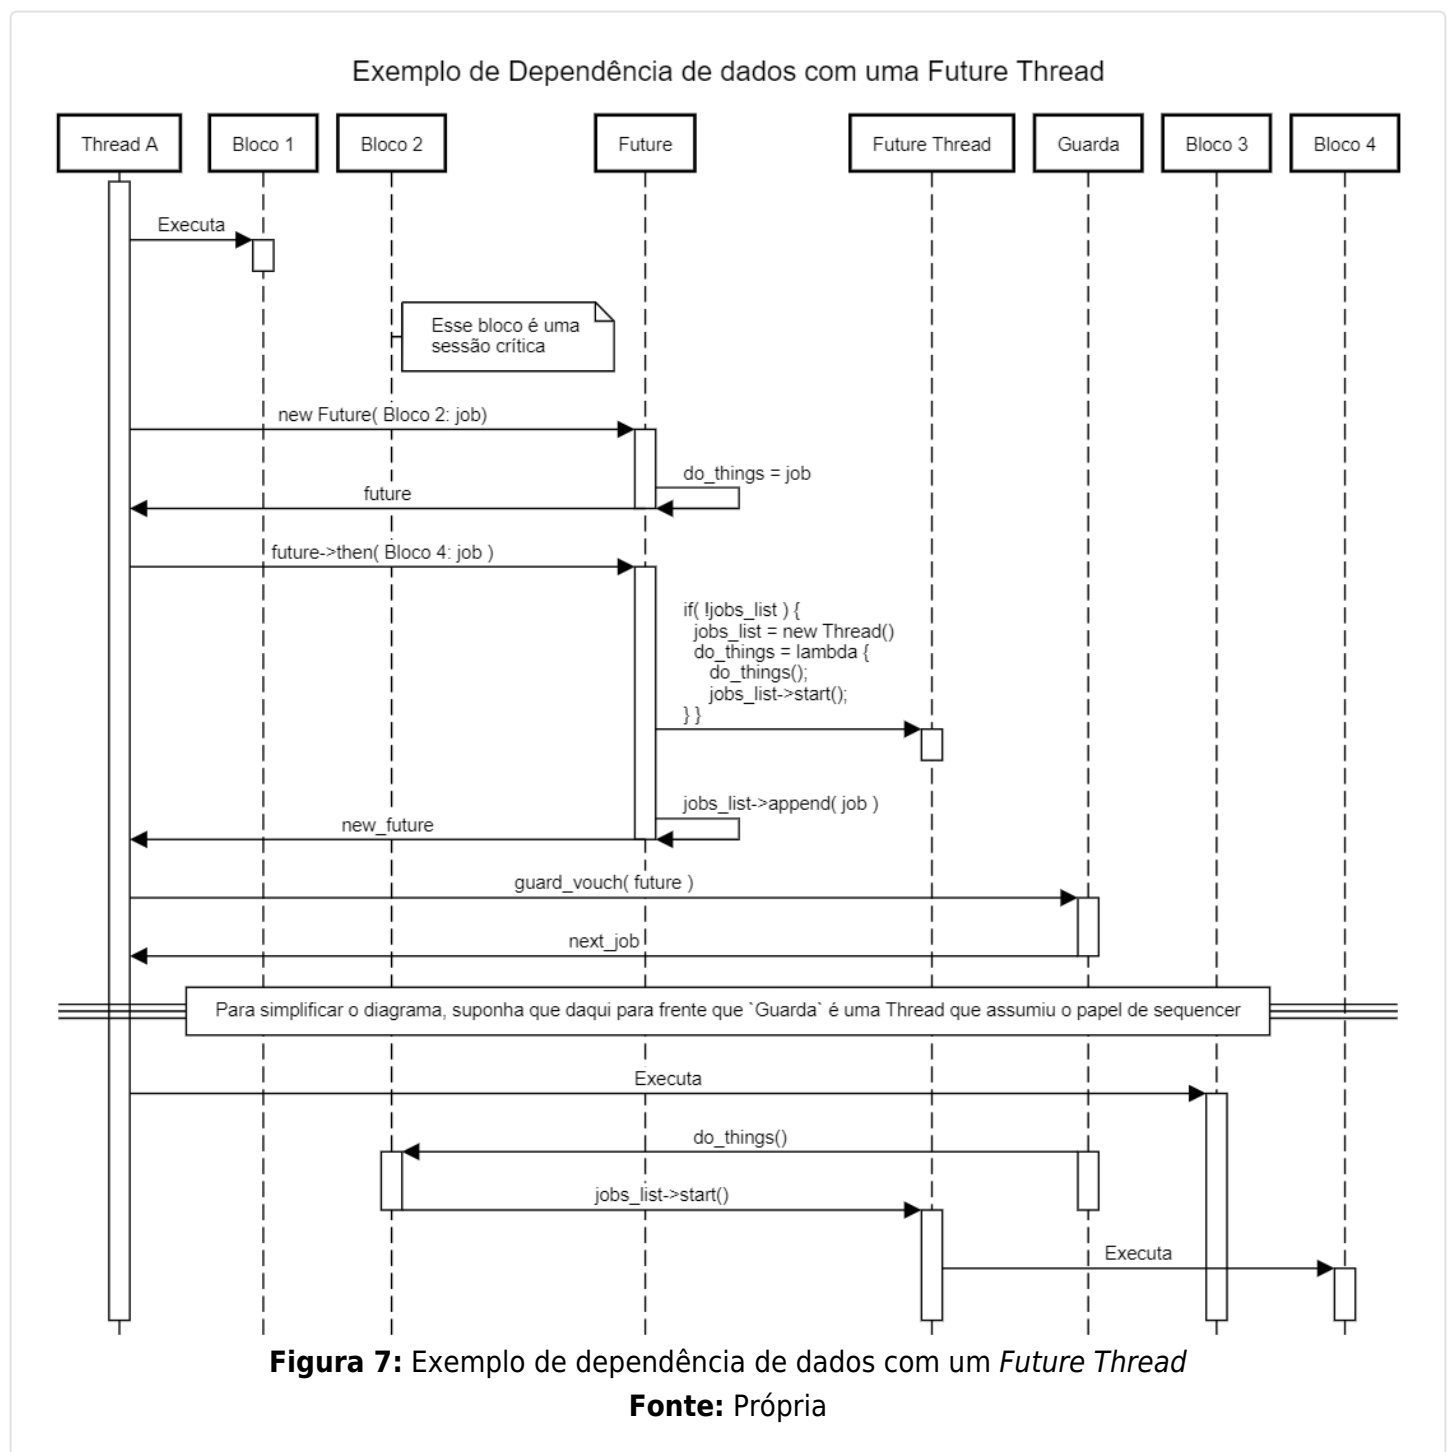 Exemplo de Dependência de dados com uma Future Thread
Thread A
Bloco 1
Bloco 2
Future
Future Thread
Guarda
Bloco 3
Bloco 4
Executa
Esse bloco é uma
sessão crítica
new Future( Bloco 2: job)
do_things = job
future
future->then( Bloco 4: job )
if( !jobs_list ) {
jobs_list = new Thread()
do_things = lambda {
do_things();
jobs_list->start();
} }
jobs_list->append( job )
new_future
guard_vouch( future )
next_job
Para simplificar o diagrama, suponha que daqui para frente que `Guarda` é uma Thread que assumiu o papel de sequencer
Executa
do_things()
jobs_list->start()
Executa
Figura 7: Exemplo de dependência de dados com um Future Thread
Fonte: Própria